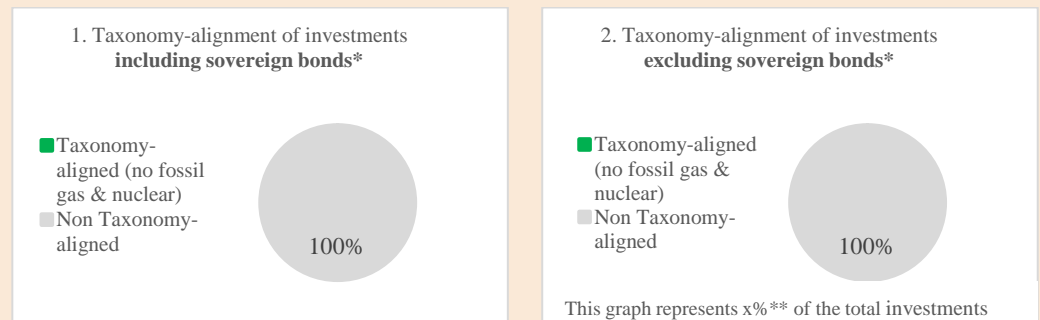 1. Taxonomy-alignment of investments
including sovereign bonds*
Taxonomy-
aligned (no fossil
gas & nuclear)
Non Taxonomy-
aligned
100%
2. Taxonomy-alignment of investments
excluding sovereign bonds*
Taxonomy-aligned
(no fossil gas &
nuclear)
Non Taxonomy-
aligned
100%
This graph represents x%** of the total investments